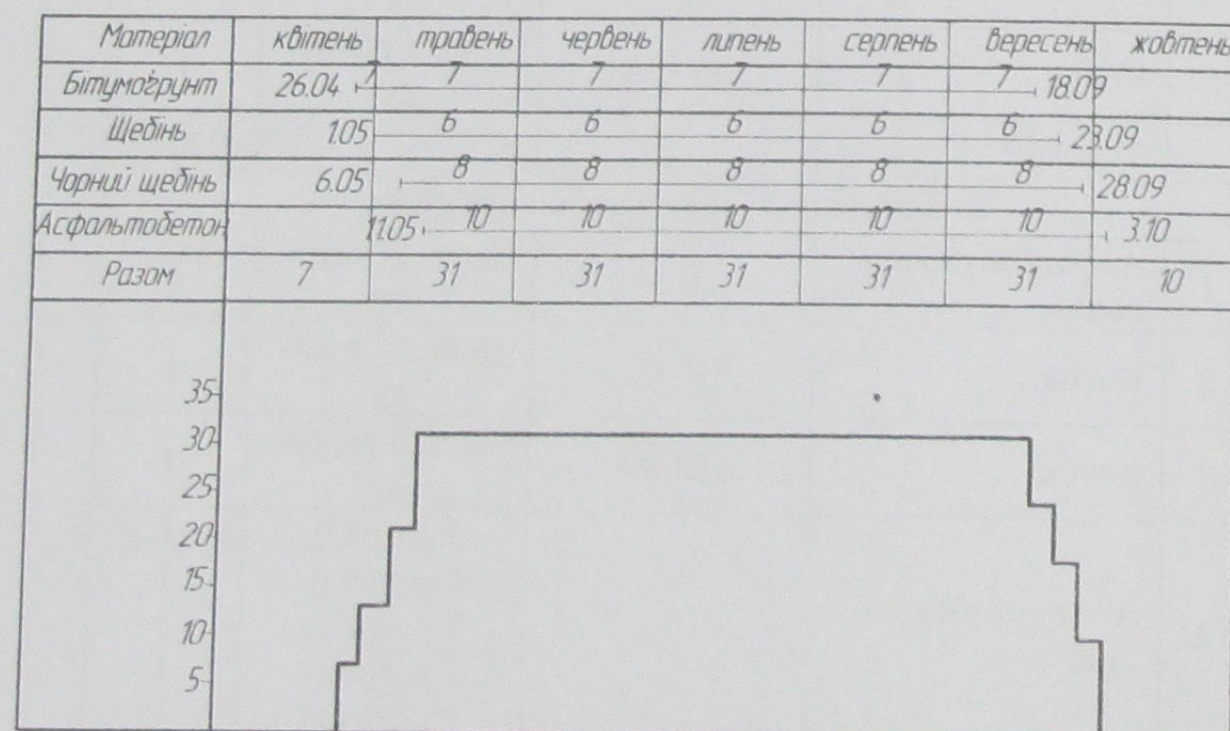 Матеріал квітень травень червень липень серпень вересень жовтень
Бітумоґрунт 26.04 7 7 7 7 7 7 18.09
Щебінь 1.05 6 6 6 6 6 23.09
Чорний щебінь 6.05 8 8 8 8 8 28.09
Асфальтобетон 11.05 10 10 10 10 10 3.10
Разом 7 31 31 31 31 31 10
35
30
25
20
15
10
5